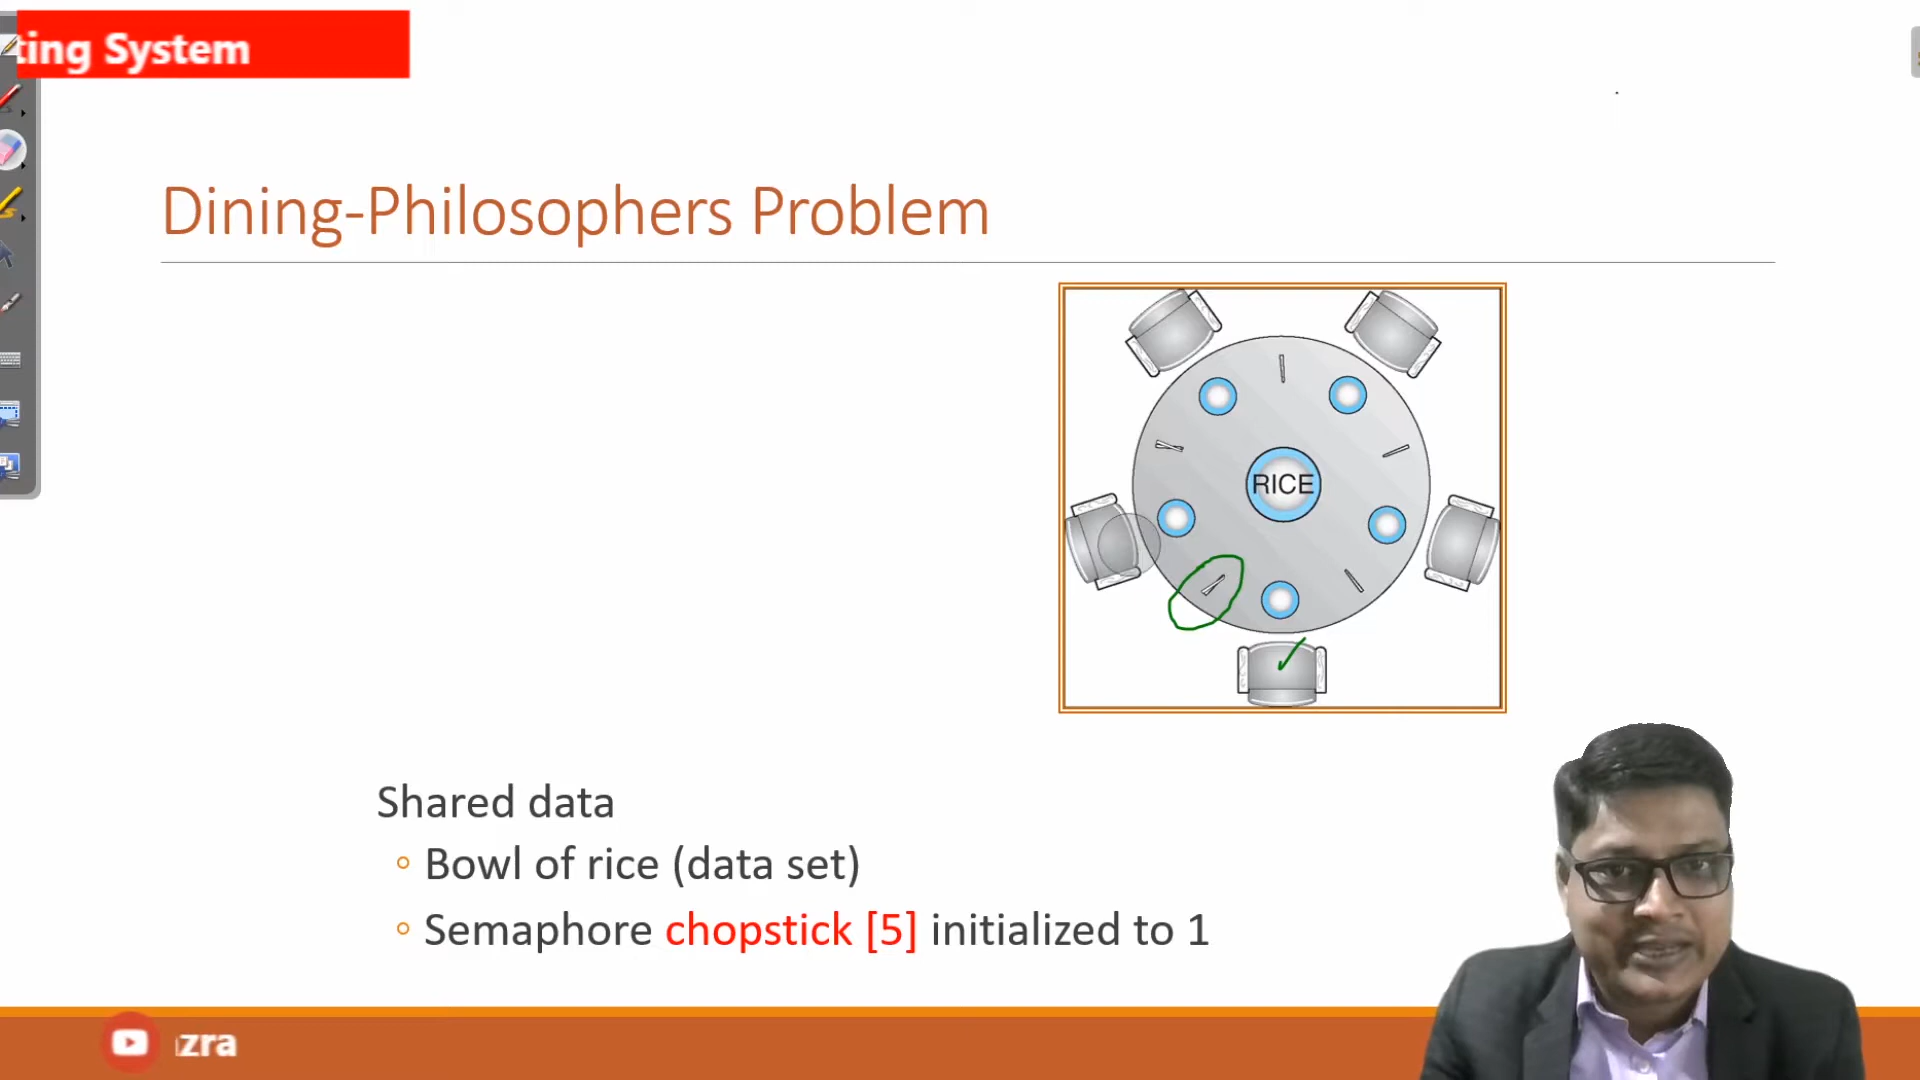 ting System
Dining-Philosophers Problem
RICE
Shared data
Bowl of rice (data set)
Semaphore chopstick [5] initialized to 1
zra